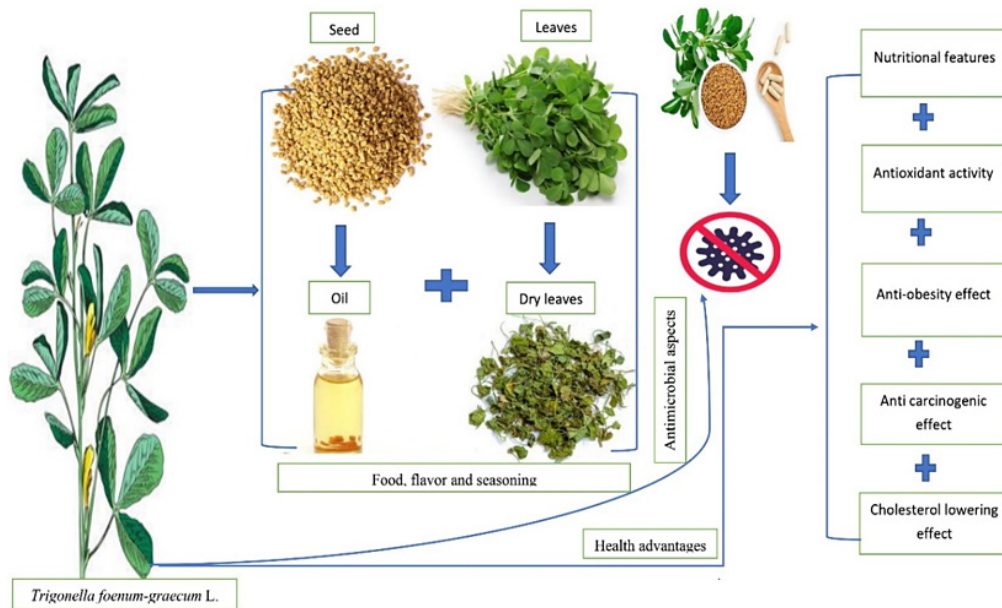 Seed
Leaves
Oil
Dry leaves
Food, flavor and seasoning
Antimicrobial aspects
Health advantages
Trigonella foenum-graecum L.
Nutritional features
Antioxidant activity
Anti-obesity effect
Anti carcinogenic
effect
Cholesterol lowering
effect